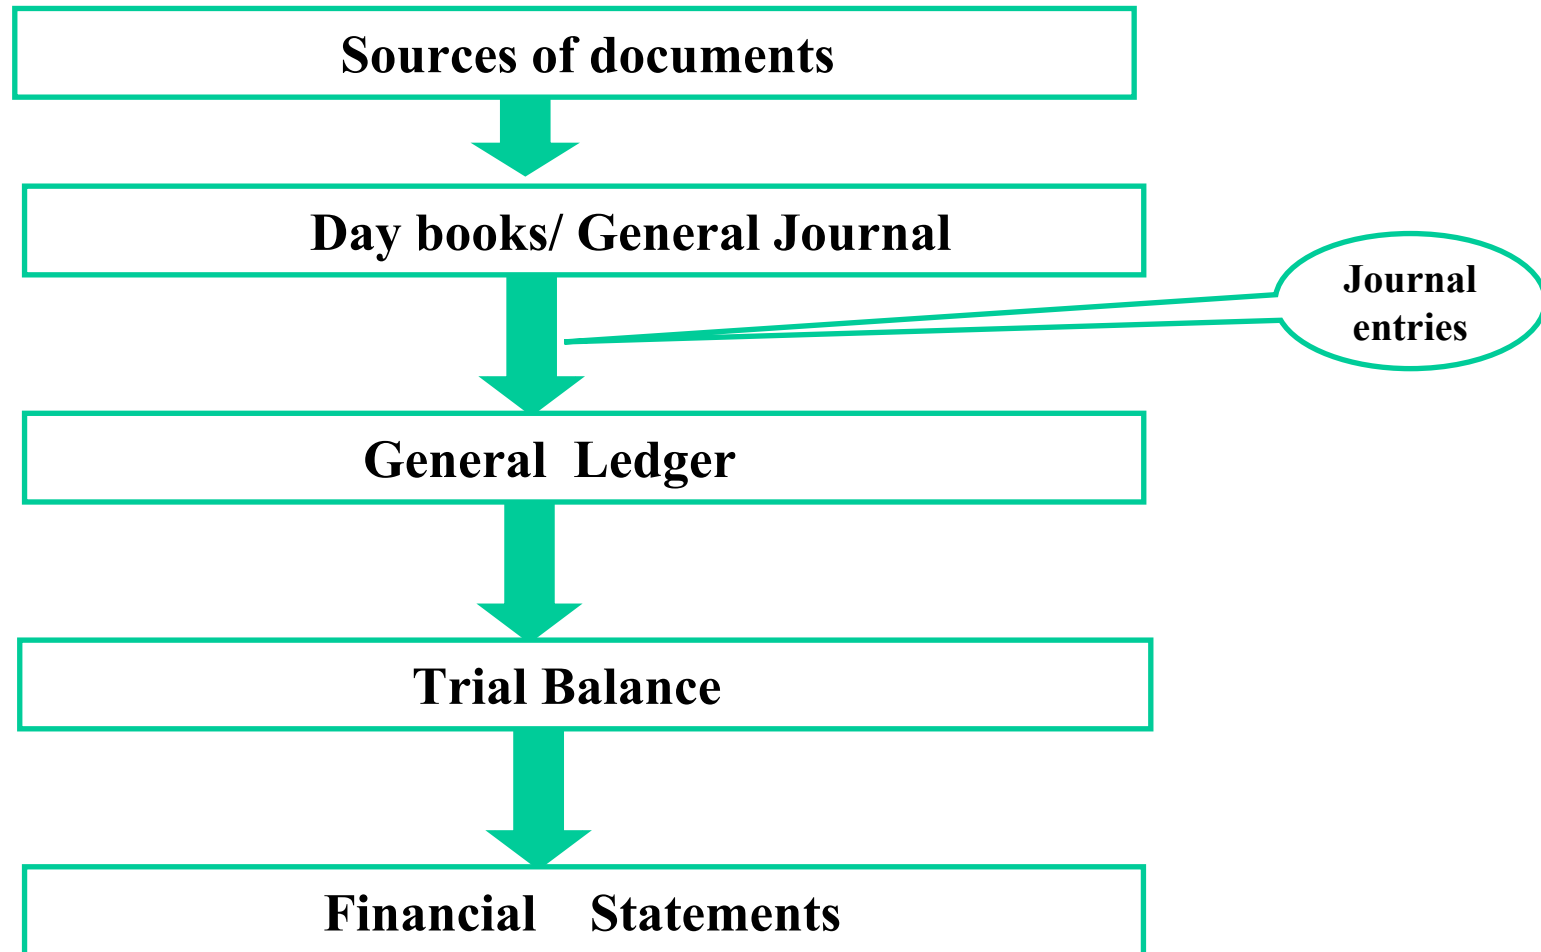 Sources of documents
Day books/ General Journal
Journal
entries
General Ledger
Trial Balance
Financial Statements